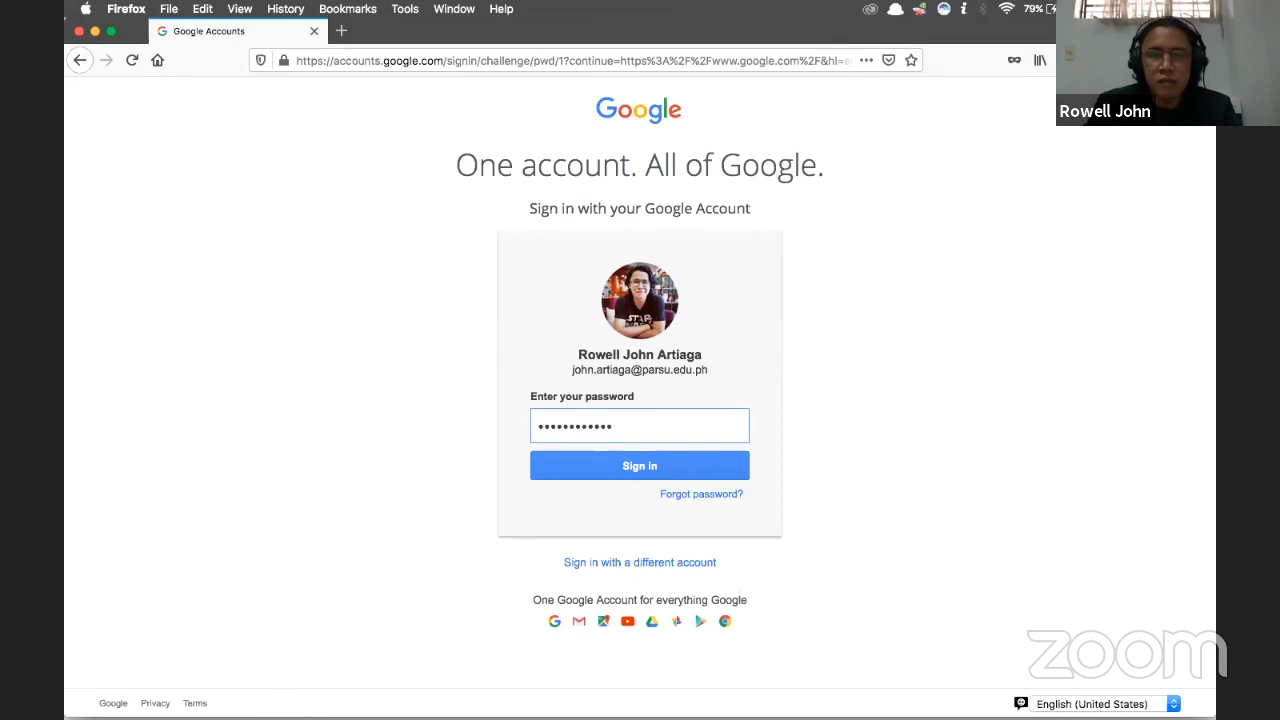 Firefox File Edit View History Bookmarks Tools Window Help
79%
Google Accounts
https://accounts.google.com/signin/challenge/pwd/1?continue=https%3A%2F%2Fwww.google.com%2F&hl=e
Rowell John
Google
One account. All of Google.
Sign in with your Google Account
STAR
Rowell John Artiaga
john.artiaga@parsu.edu.ph
Enter your password
••••••••••••
Sign in
Forgot password?
Sign in with a different account
One Google Account for everything Google
zoom
Google Privacy Terms
English (United States)